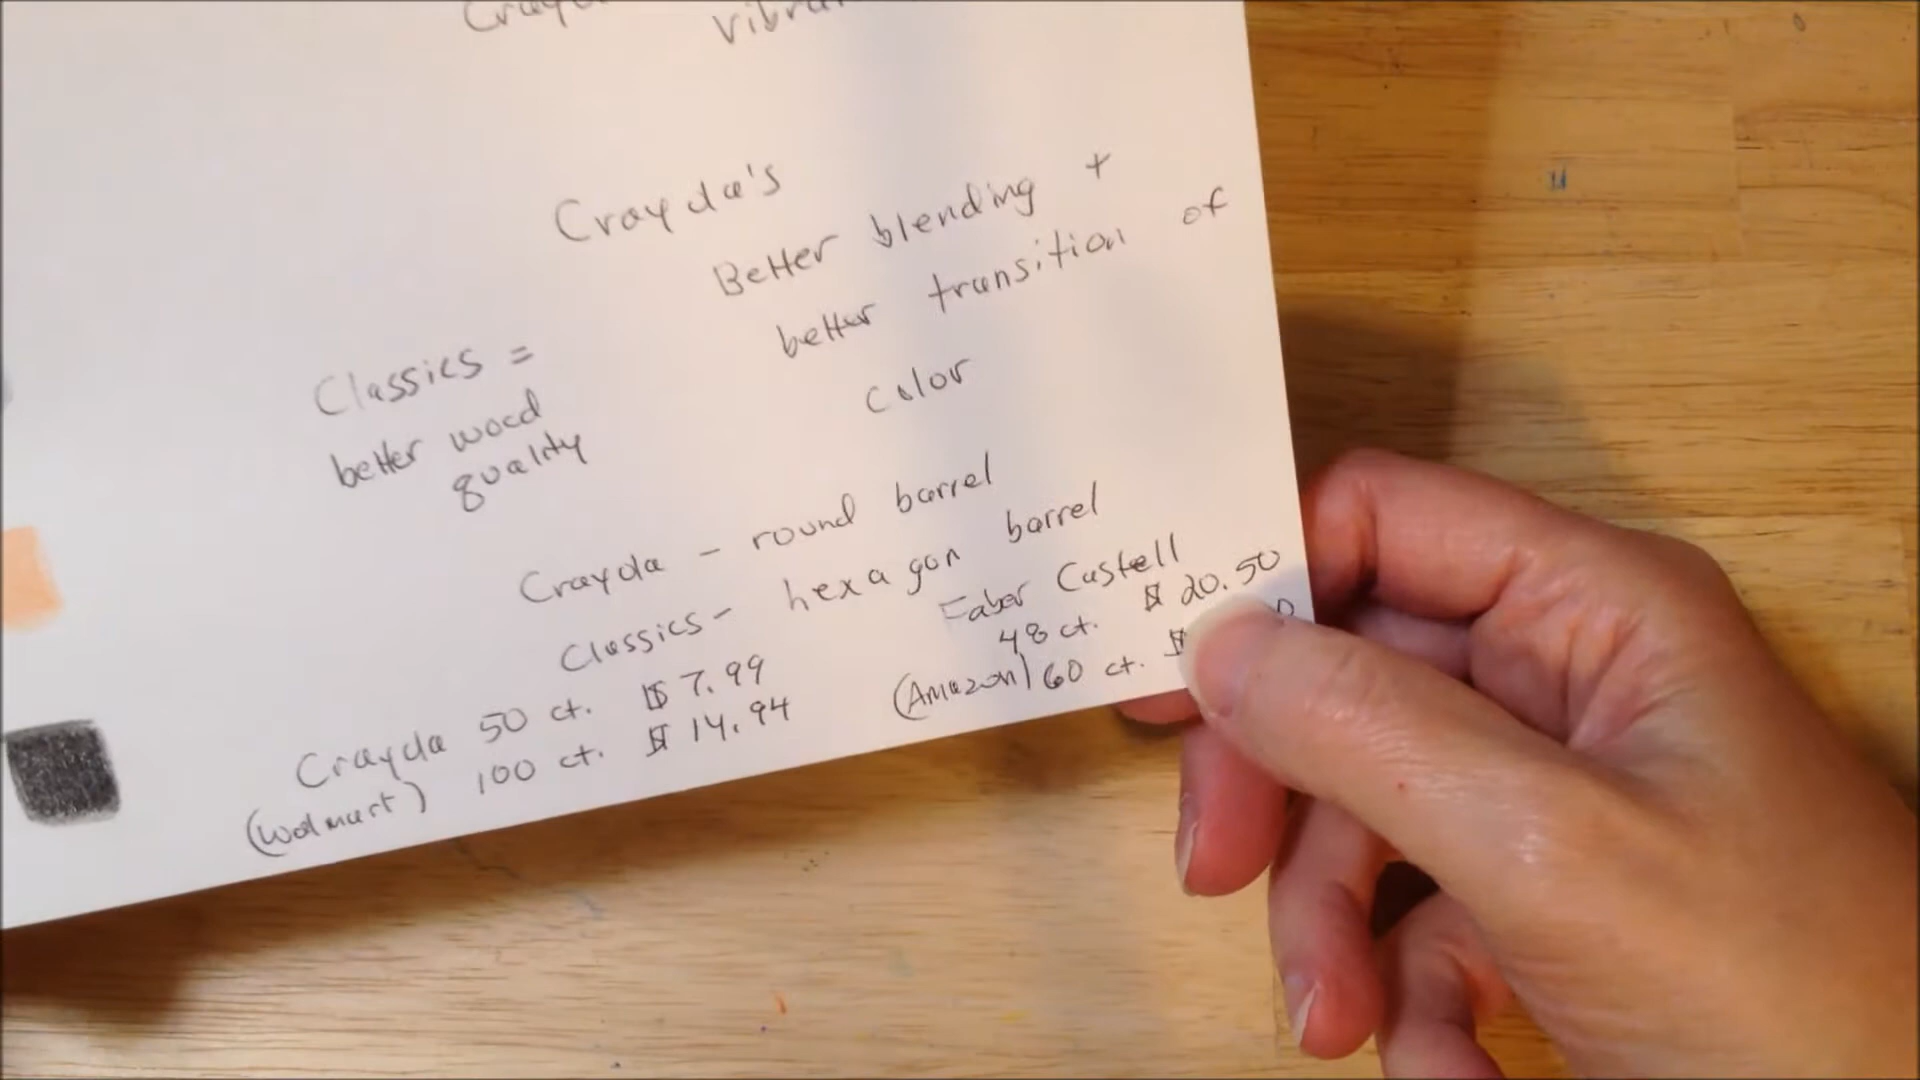 Crayola's
Better blending +
better transition of
color
Classics =
better wood
quality
Crayola - round barrel
Classics - hexagon barrel
Crayola 50 ct. $ 7.99
(Walmart) 100 ct. $ 14.94
Faber Castell
48 ct. $ 20.50
(Amazon) 60 ct. $